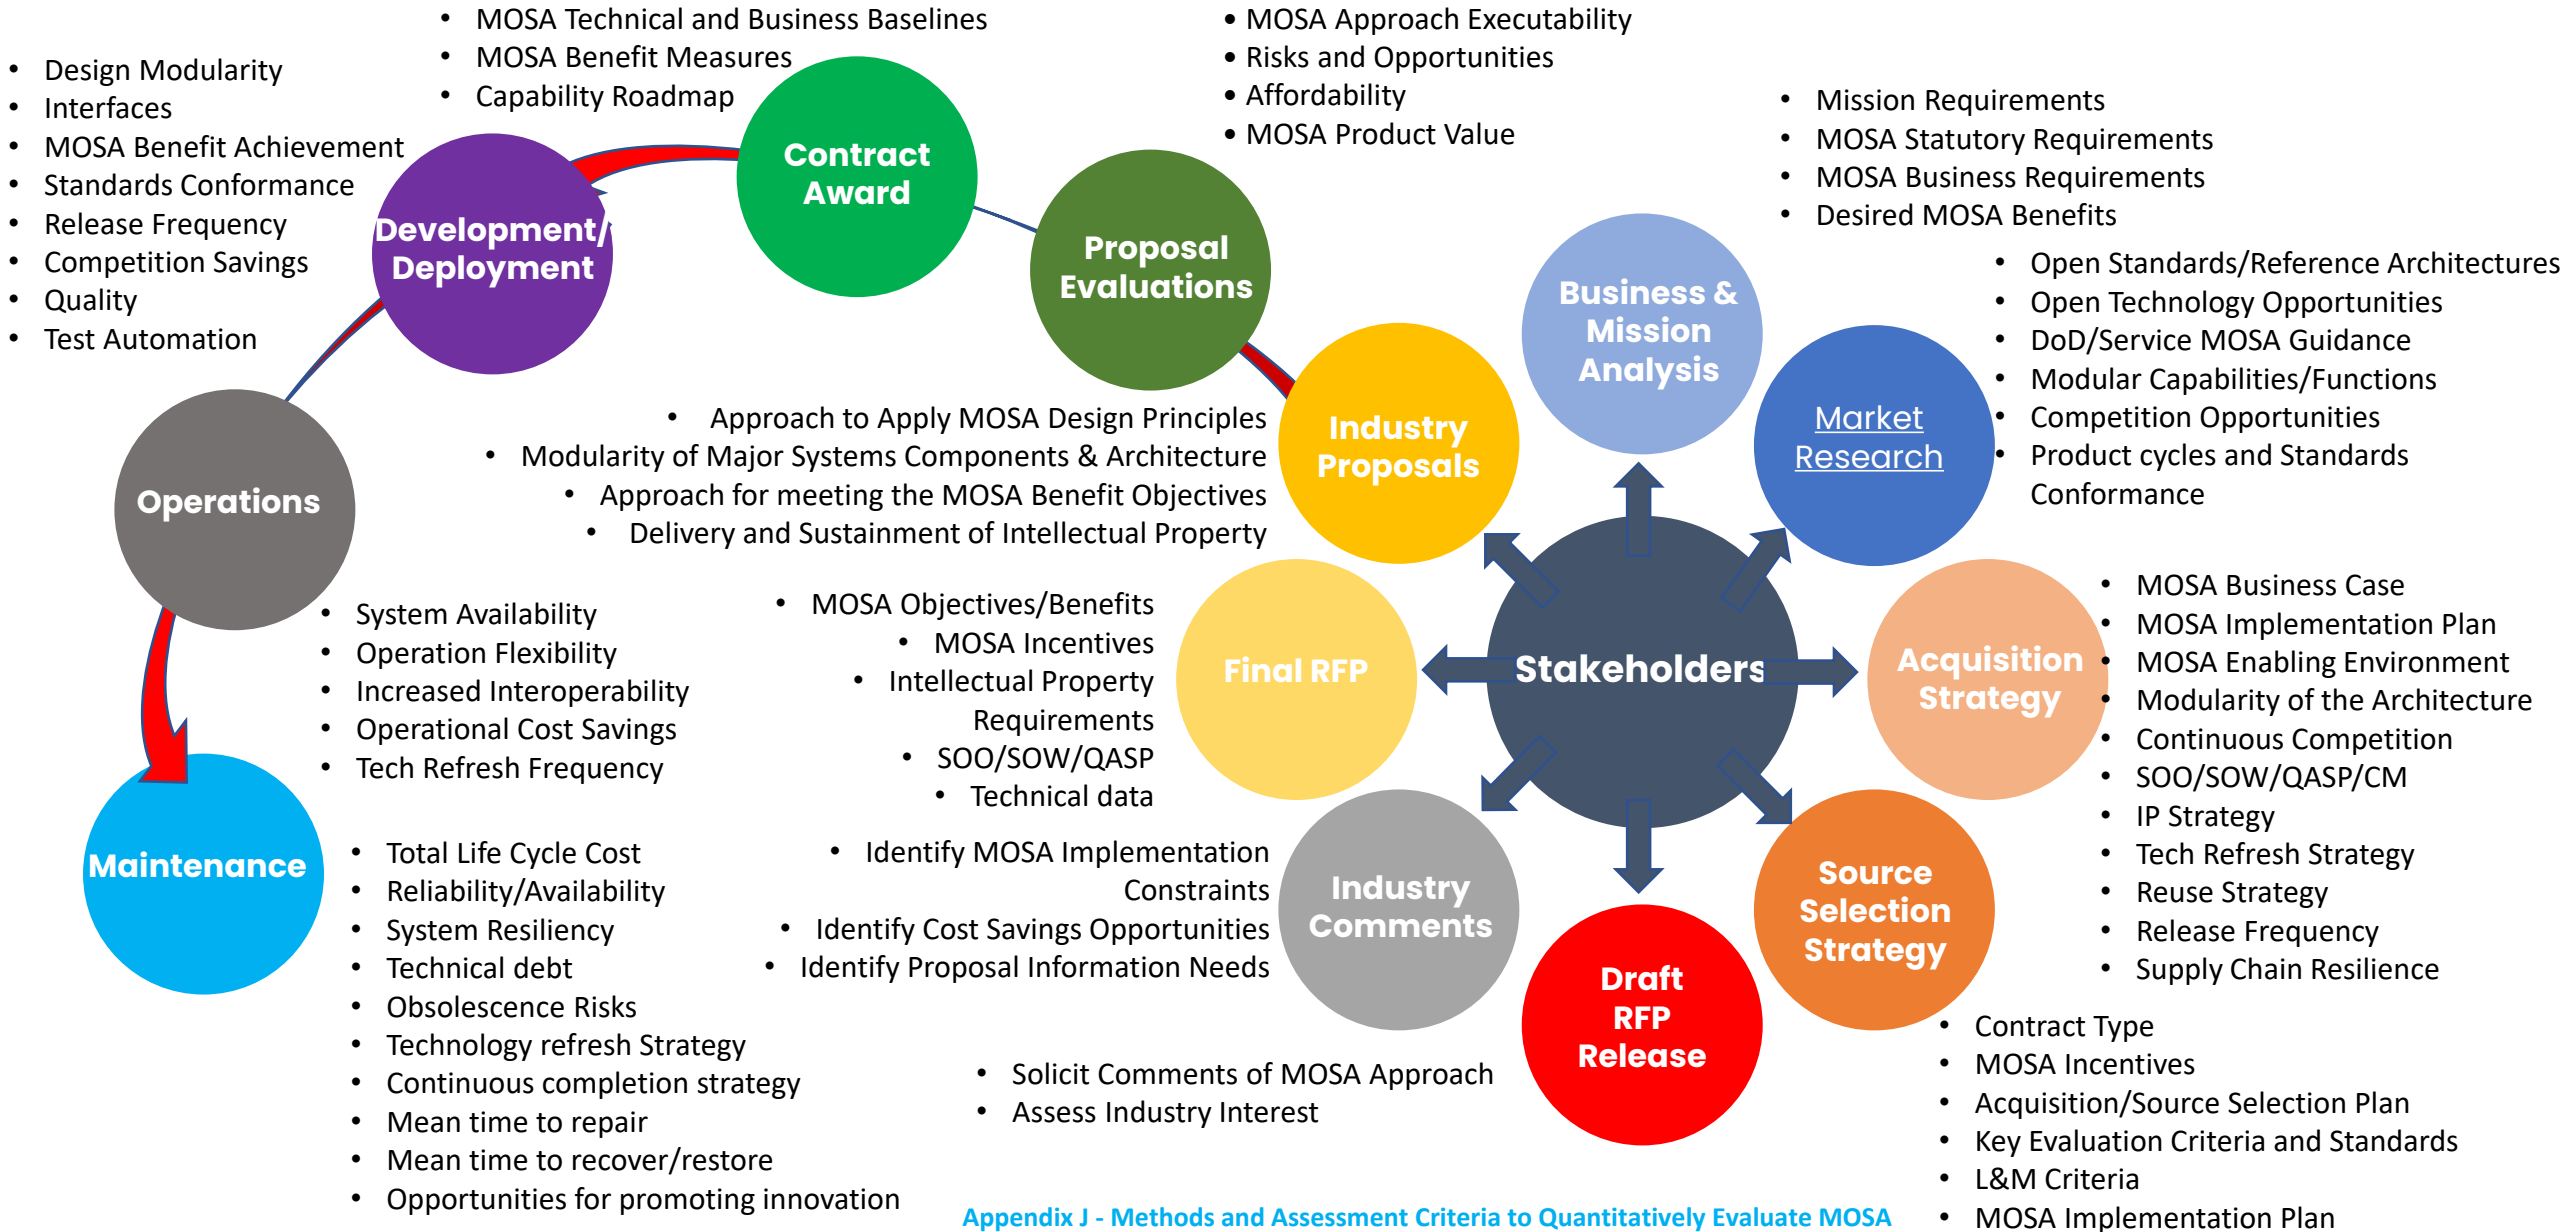 • MOSA Technical and Business Baselines
• MOSA Benefit Measures
• Capability Roadmap
• MOSA Approach Executability
• Risks and Opportunities
• Affordability
• MOSA Product Value
• Design Modularity
• Interfaces
• MOSA Benefit Achievement
• Standards Conformance
• Release Frequency
• Competition Savings
• Quality
• Test Automation
• Mission Requirements
• MOSA Statutory Requirements
• MOSA Business Requirements
• Desired MOSA Benefits
Contract
Award
Development/
Deployment
Proposal
Evaluations
Business &
Mission
Analysis
• Open Standards/Reference Architectures
• Open Technology Opportunities
• DoD/Service MOSA Guidance
• Modular Capabilities/Functions
• Competition Opportunities
• Product cycles and Standards
Conformance
Market
Research
Industry
Proposals
• Approach to Apply MOSA Design Principles
• Modularity of Major Systems Components & Architecture
• Approach for meeting the MOSA Benefit Objectives
• Delivery and Sustainment of Intellectual Property
Operations
• System Availability
• Operation Flexibility
• Increased Interoperability
• Operational Cost Savings
• Tech Refresh Frequency
• MOSA Objectives/Benefits
• MOSA Incentives
• Intellectual Property
Requirements
• SOO/SOW/QASP
• Technical data
Final RFP
Stakeholders
Acquisition
Strategy
• MOSA Business Case
• MOSA Implementation Plan
• MOSA Enabling Environment
• Modularity of the Architecture
• Continuous Competition
• SOO/SOW/QASP/CM
• IP Strategy
• Tech Refresh Strategy
• Reuse Strategy
• Release Frequency
• Supply Chain Resilience
Maintenance
• Total Life Cycle Cost
• Reliability/Availability
• System Resiliency
• Technical debt
• Obsolescence Risks
• Technology refresh Strategy
• Continuous completion strategy
• Mean time to repair
• Mean time to recover/restore
• Opportunities for promoting innovation
• Identify MOSA Implementation
Constraints
• Identify Cost Savings Opportunities
• Identify Proposal Information Needs
Industry
Comments
Source
Selection
Strategy
Draft
RFP
Release
• Solicit Comments of MOSA Approach
• Assess Industry Interest
• Contract Type
• MOSA Incentives
• Acquisition/Source Selection Plan
• Key Evaluation Criteria and Standards
• L&M Criteria
• MOSA Implementation Plan
Appendix J - Methods and Assessment Criteria to Quantitatively Evaluate MOSA